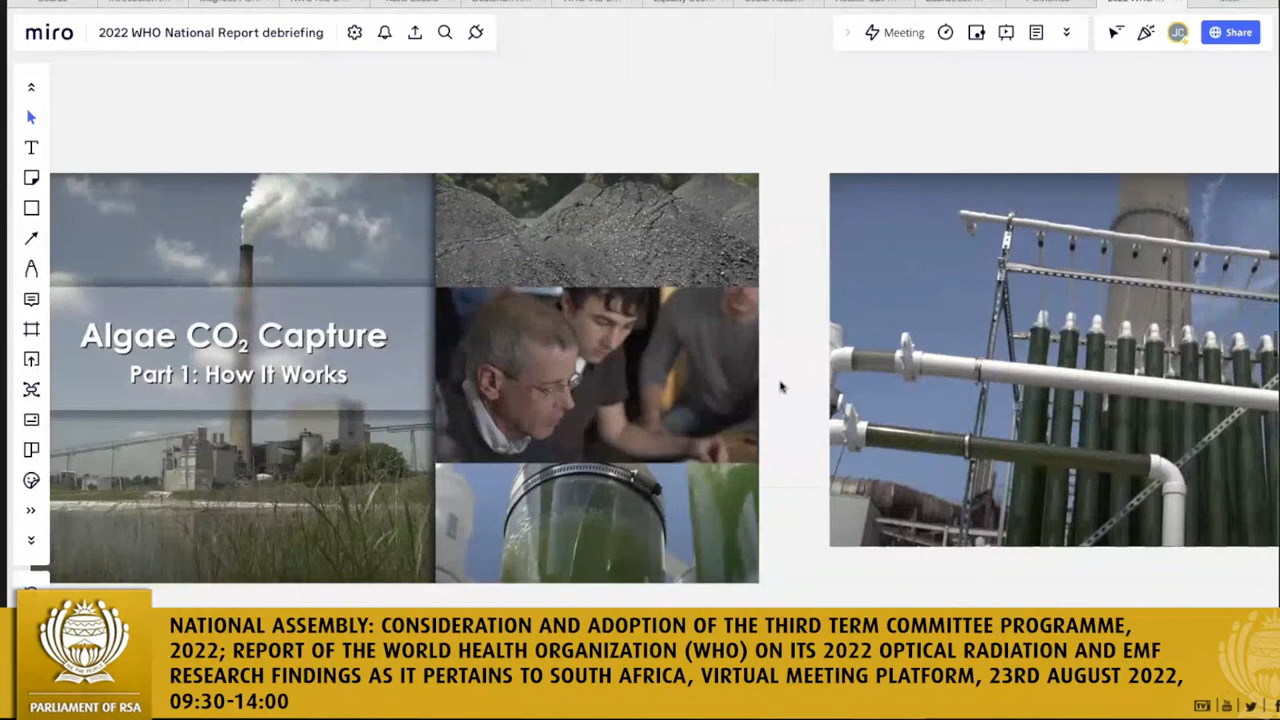 miro
2022 WHO National Report debriefing
Meeting
JC
Share
Algae CO₂ Capture
Part 1: How It Works
NATIONAL ASSEMBLY: CONSIDERATION AND ADOPTION OF THE THIRD TERM COMMITTEE PROGRAMME,
2022; REPORT OF THE WORLD HEALTH ORGANIZATION (WHO) ON ITS 2022 OPTICAL RADIATION AND EMF
RESEARCH FINDINGS AS IT PERTAINS TO SOUTH AFRICA, VIRTUAL MEETING PLATFORM, 23RD AUGUST 2022,
09:30-14:00
PARLIAMENT OF RSA